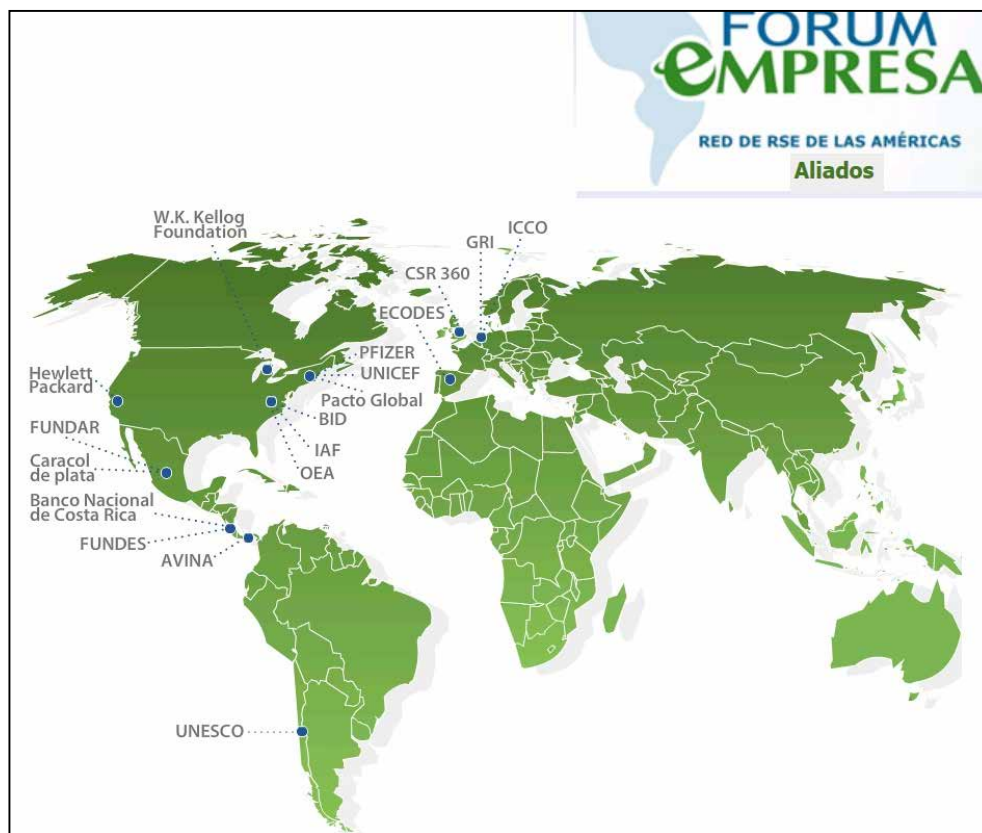 FORUM
eMPRESA
RED DE RSE DE LAS AMÉRICAS
Aliados
W.K. Kellog
Foundation
ICCO
GRI
CSR 360
ECODES
PFIZER
UNICEF
Hewlett
Packard
Pacto Global
BID
FUNDAR
IAF
Caracol
de plata
OEA
Banco Nacional
de Costa Rica
FUNDES
AVINA
UNESCO